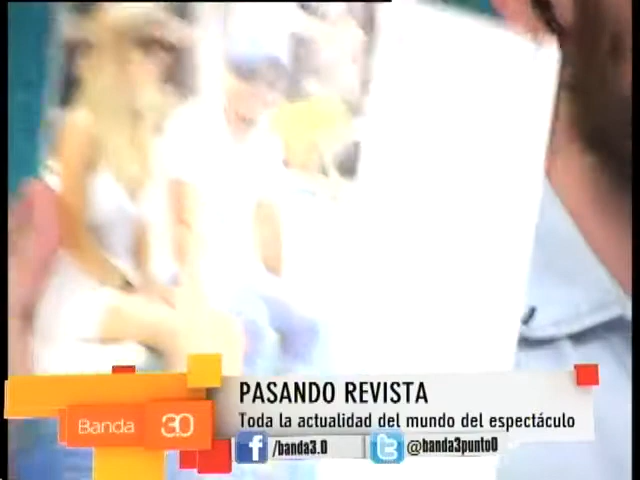 PASANDO REVISTA
Toda la actualidad del mundo del espectáculo
Banda 3.0
/banda3.0 @banda3punto0